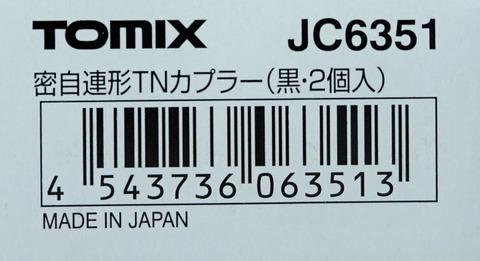 TOMIX JC6351
密自連形TNカプラー(黒・2個入)
4 543736 063513
MADE IN JAPAN